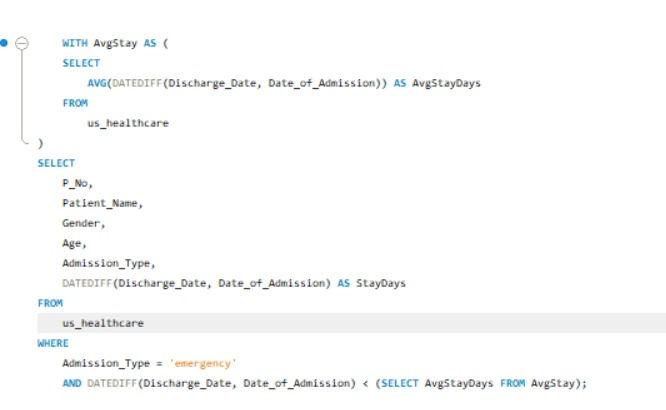 WITH AvgStay AS (
SELECT
AVG(DATEDIFF(Discharge_Date, Date_of_Admission)) AS AvgStayDays
FROM
us_healthcare
)
SELECT
P_No,
Patient_Name,
Gender,
Age,
Admission_Type,
DATEDIFF(Discharge_Date, Date_of_Admission) AS StayDays
FROM
us_healthcare
WHERE
Admission_Type = 'emergency'
AND DATEDIFF(Discharge_Date, Date_of_Admission) < (SELECT AvgStayDays FROM AvgStay);